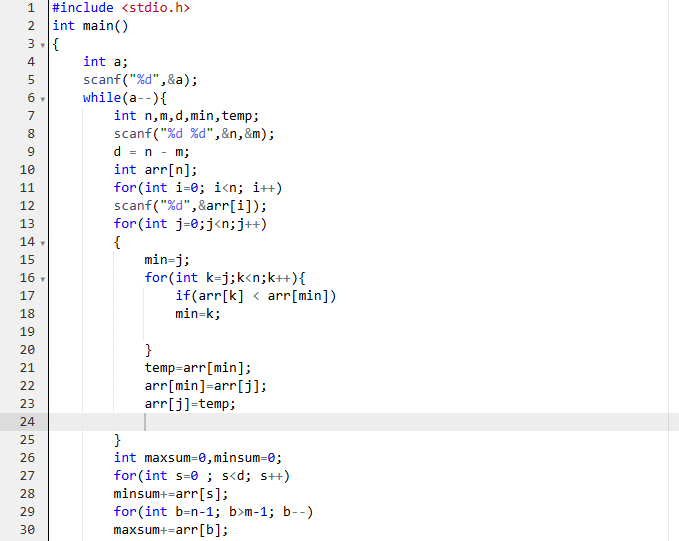 1 #include <stdio.h>
2 int main()
3 {
4 int a;
5 scanf("%d",&a);
6 while(a--){
7 int n,m,d,min,temp;
8 scanf("%d %d",&n,&m);
9 d = n - m;
10 int arr[n];
11 for(int i=0; i<n; i++)
12 scanf("%d",&arr[i]);
13 for(int j=0;j<n;j++)
14 {
15 min=j;
16 for(int k=j;k<n;k++){
17 if(arr[k] < arr[min])
18 min=k;
19
20 }
21 temp=arr[min];
22 arr[min]=arr[j];
23 arr[j]=temp;
24
25 }
26 int maxsum=0,minsum=0;
27 for(int s=0 ; s<d; s++)
28 minsum+=arr[s];
29 for(int b=n-1; b>m-1; b--)
30 maxsum+=arr[b];